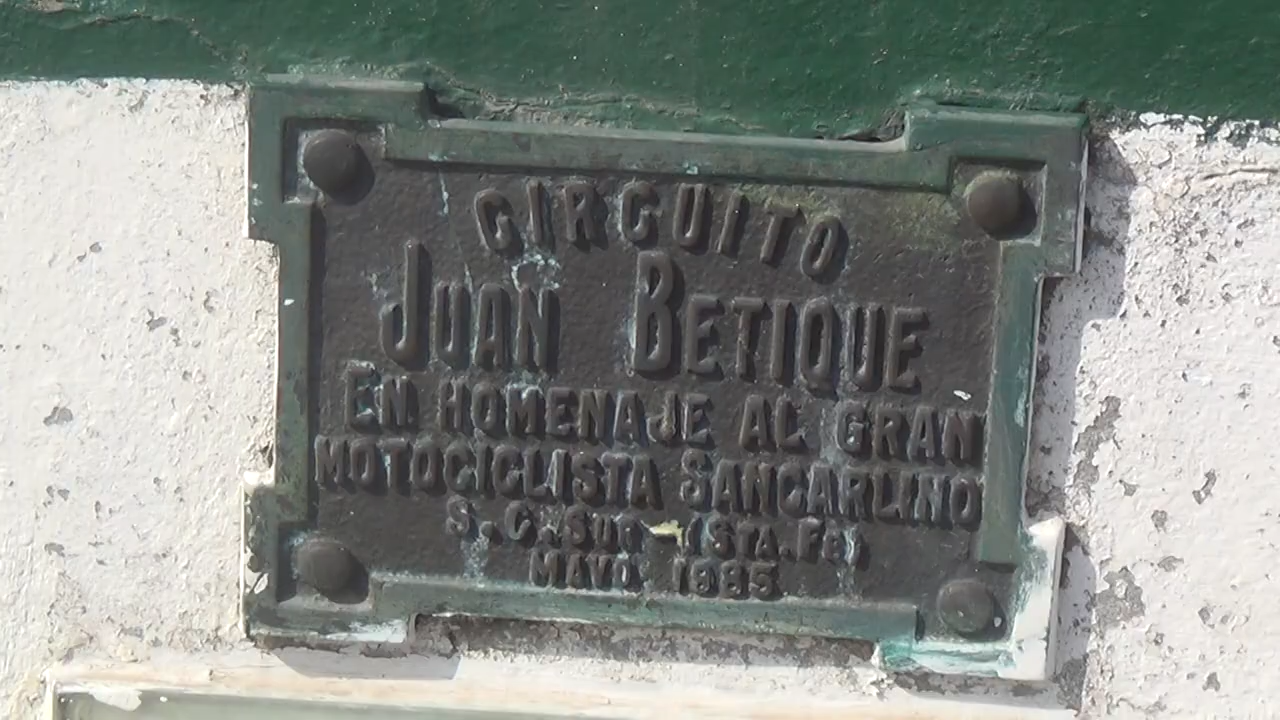 CIRCUITO
JUAN BETIQUE
EN HOMENAJE AL GRAN
MOTOCICLISTA SANCARLINO
S. C. SUD - (STA. FE)
MAYO 1985